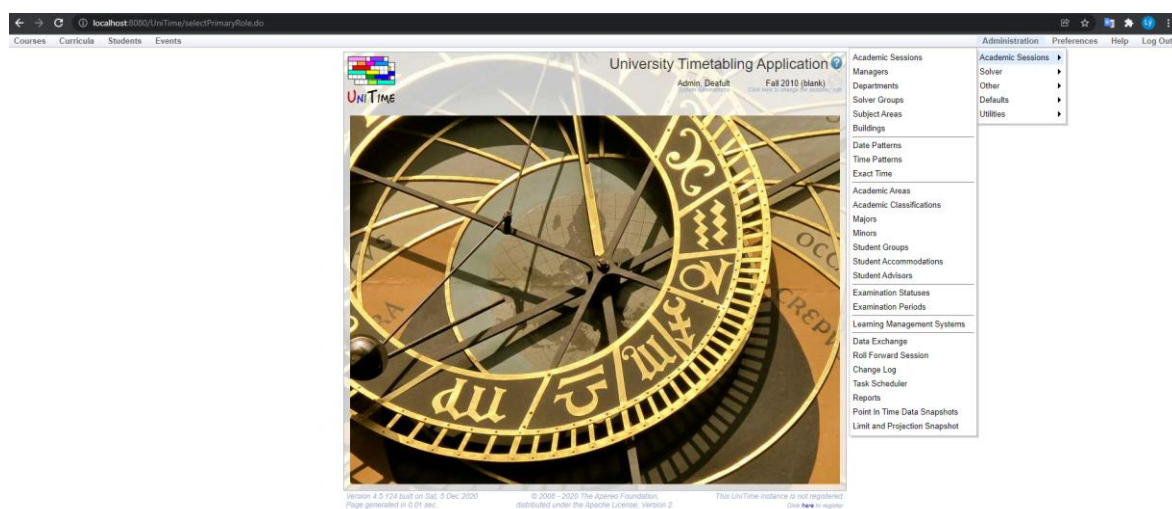 localhost:8080/UniTime/selectPrimaryRole.do
Courses Curricula Students Events Administration Preferences Help Log Out
University Timetabling Application
Admin, Deafult Fall 2010 (blank)
UNITIME
Academic Sessions
Managers
Departments
Solver Groups
Subject Areas
Buildings
Date Patterns
Time Patterns
Exact Time
Academic Areas
Academic Classifications
Majors
Minors
Student Groups
Student Accommodations
Student Advisors
Examination Statuses
Examination Periods
Learning Management Systems
Data Exchange
Roll Forward Session
Change Log
Task Scheduler
Reports
Point In Time Data Snapshots
Limit and Projection Snapshot
Academic Sessions
Solver
Other
Defaults
Utilities
OCC
CREPV
RA
Version 4.5.124 built on Sat, 5 Dec 2020 © 2008 - 2020 The Apereo Foundation, This UniTime instance is not registered.
Page generated in 0.01 sec. distributed under the Apache License, Version 2. Click here to register.